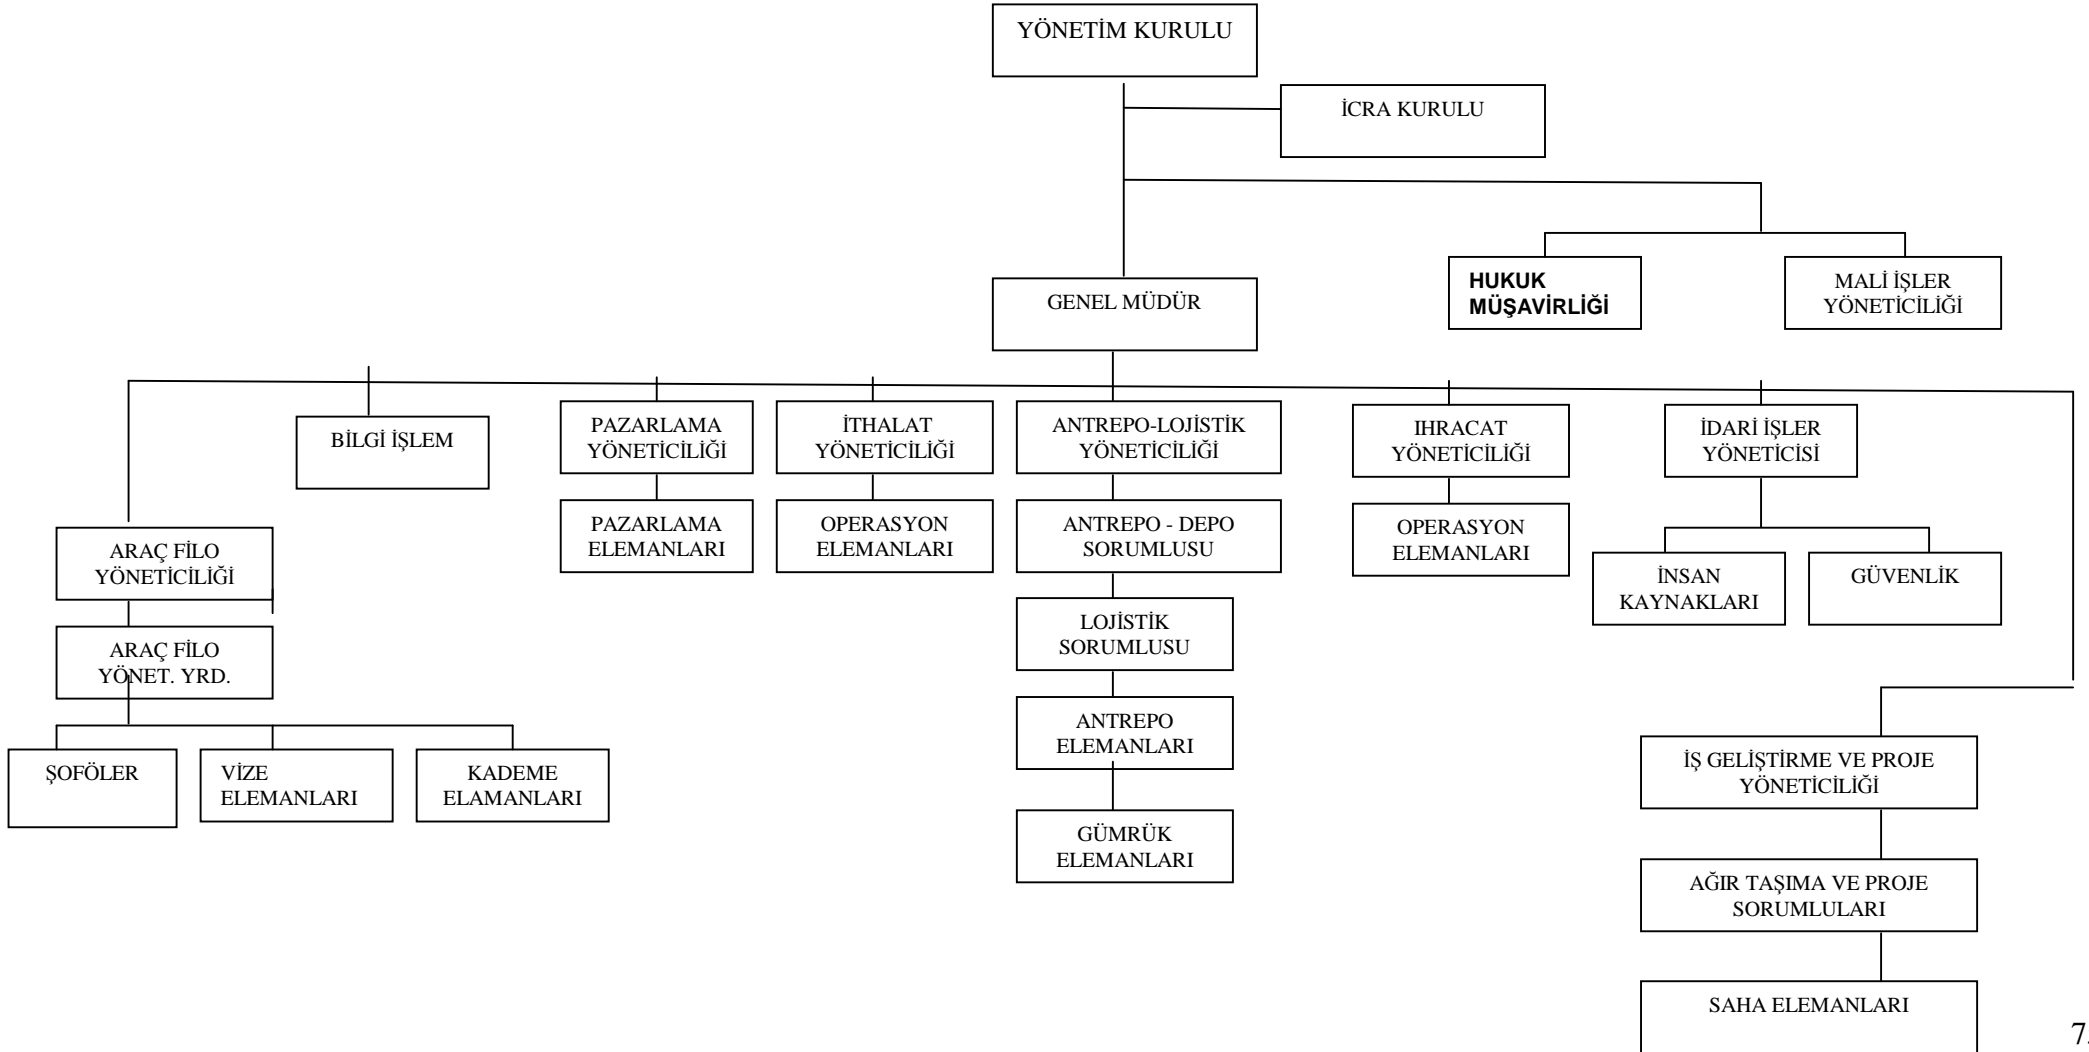 YÖNETİM KURULU
İCRA KURULU
HUKUK
MÜŞAVİRLİĞİ
MALİ İŞLER
YÖNETİCİLİĞİ
GENEL MÜDÜR
BİLGİ İŞLEM
PAZARLAMA
YÖNETİCİLİĞİ
İTHALAT
YÖNETİCİLİĞİ
ANTREPO-LOJİSTİK
YÖNETİCİLİĞİ
IHRACAT
YÖNETİCİLİĞİ
İDARİ İŞLER
YÖNETİCİSİ
PAZARLAMA
ELEMANLARI
OPERASYON
ELEMANLARI
ANTREPO - DEPO
SORUMLUSU
OPERASYON
ELEMANLARI
ARAÇ FİLO
YÖNETİCİLİĞİ
İNSAN
KAYNAKLARI
GÜVENLİK
LOJİSTİK
SORUMLUSU
ARAÇ FİLO
YÖNET. YRD.
ANTREPO
ELEMANLARI
ŞOFÖLER
VİZE
ELEMANLARI
KADEME
ELAMANLARI
İŞ GELİŞTİRME VE PROJE
YÖNETİCİLİĞİ
GÜMRÜK
ELEMANLARI
AĞIR TAŞIMA VE PROJE
SORUMLULARI
SAHA ELEMANLARI